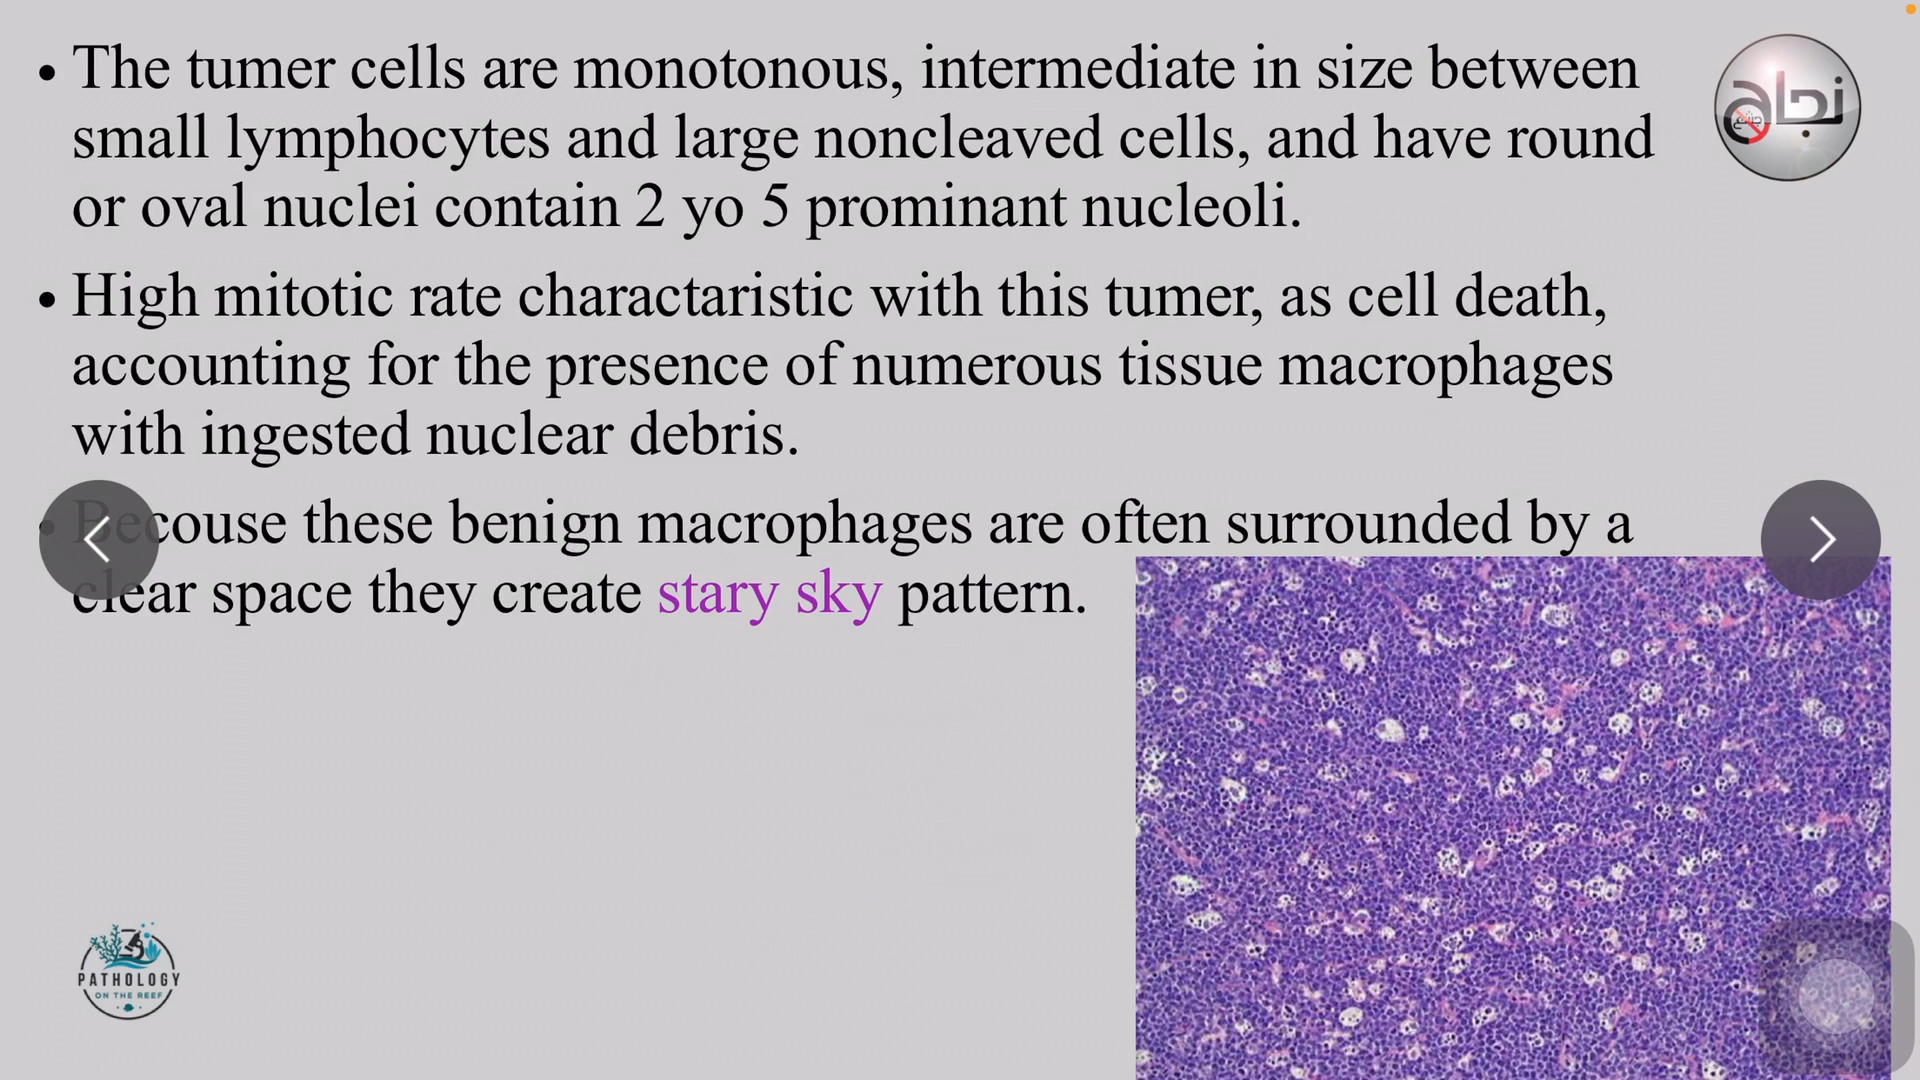 • The tumer cells are monotonous, intermediate in size between
small lymphocytes and large noncleaved cells, and have round
or oval nuclei contain 2 yo 5 prominant nucleoli.
• High mitotic rate charactaristic with this tumer, as cell death,
accounting for the presence of numerous tissue macrophages
with ingested nuclear debris.
• Becouse these benign macrophages are often surrounded by a
clear space they create stary sky pattern.
PATHOLOGY
ON THE REEF